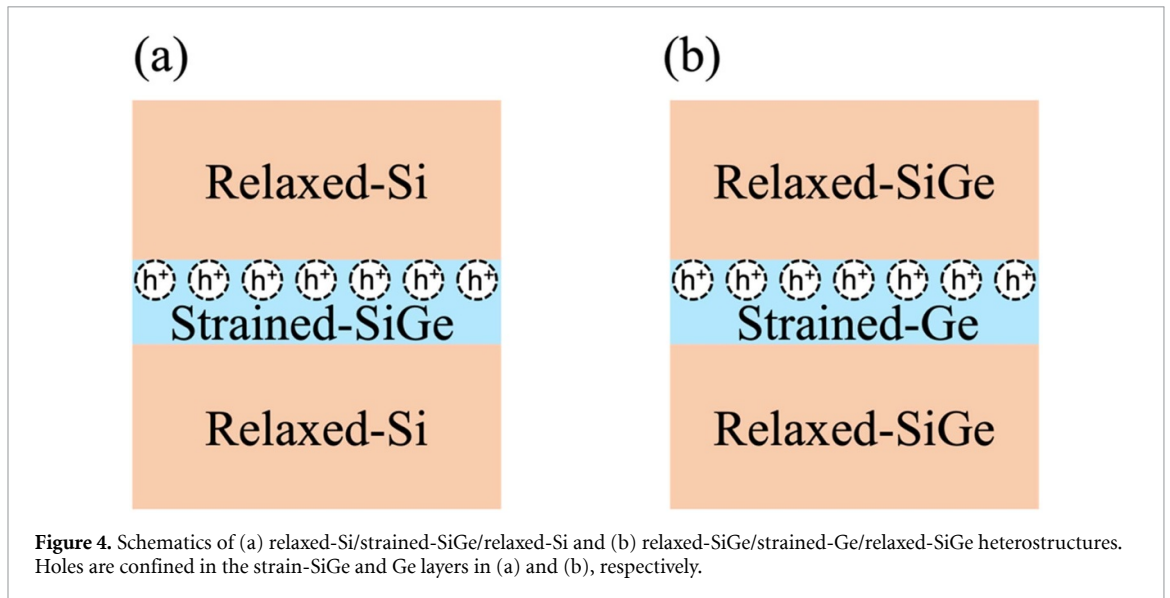 (a)
Relaxed-Si
h⁺ h⁺ h⁺ h⁺ h⁺ h⁺ h⁺
Strained-SiGe
Relaxed-Si
(b)
Relaxed-SiGe
h⁺ h⁺ h⁺ h⁺ h⁺ h⁺ h⁺
Strained-Ge
Relaxed-SiGe
Figure 4. Schematics of (a) relaxed-Si/strained-SiGe/relaxed-Si and (b) relaxed-SiGe/strained-Ge/relaxed-SiGe heterostructures.
Holes are confined in the strain-SiGe and Ge layers in (a) and (b), respectively.